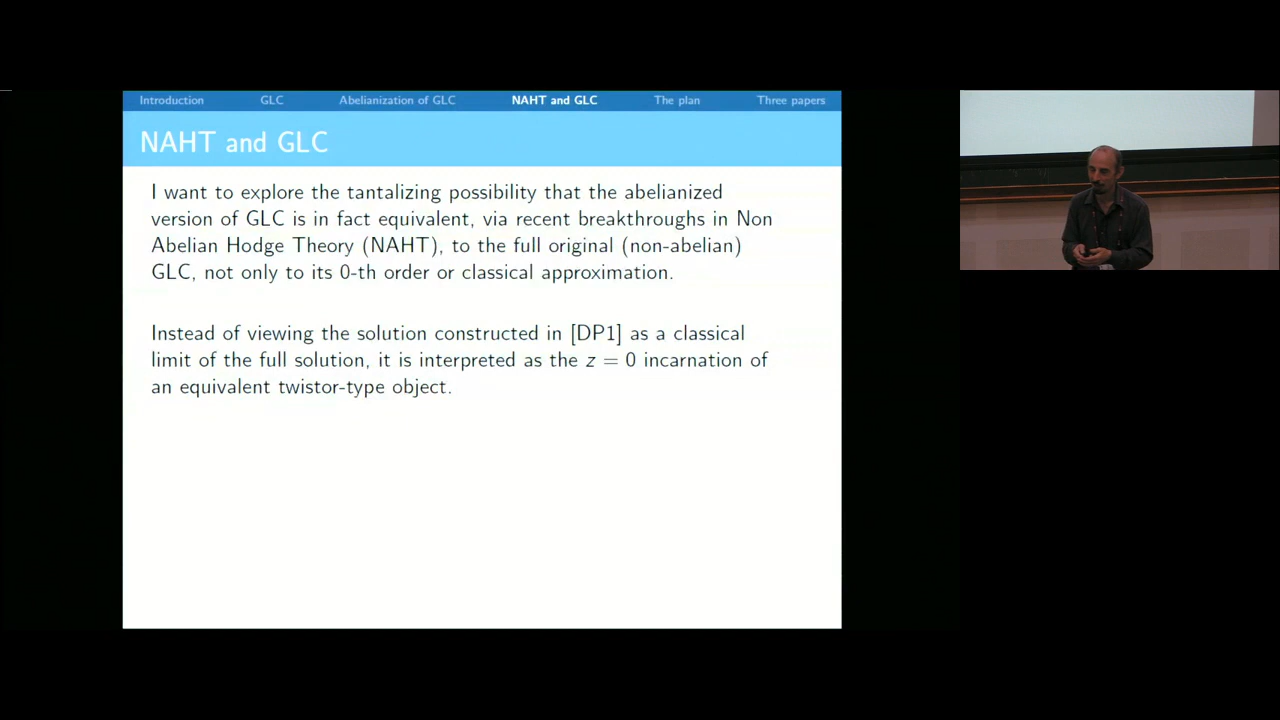 Introduction GLC Abelianization of GLC NAHT and GLC The plan Three papers
NAHT and GLC
I want to explore the tantalizing possibility that the abelianized
version of GLC is in fact equivalent, via recent breakthroughs in Non
Abelian Hodge Theory (NAHT), to the full original (non-abelian)
GLC, not only to its 0-th order or classical approximation.
Instead of viewing the solution constructed in [DP1] as a classical
limit of the full solution, it is interpreted as the z = 0 incarnation of
an equivalent twistor-type object.